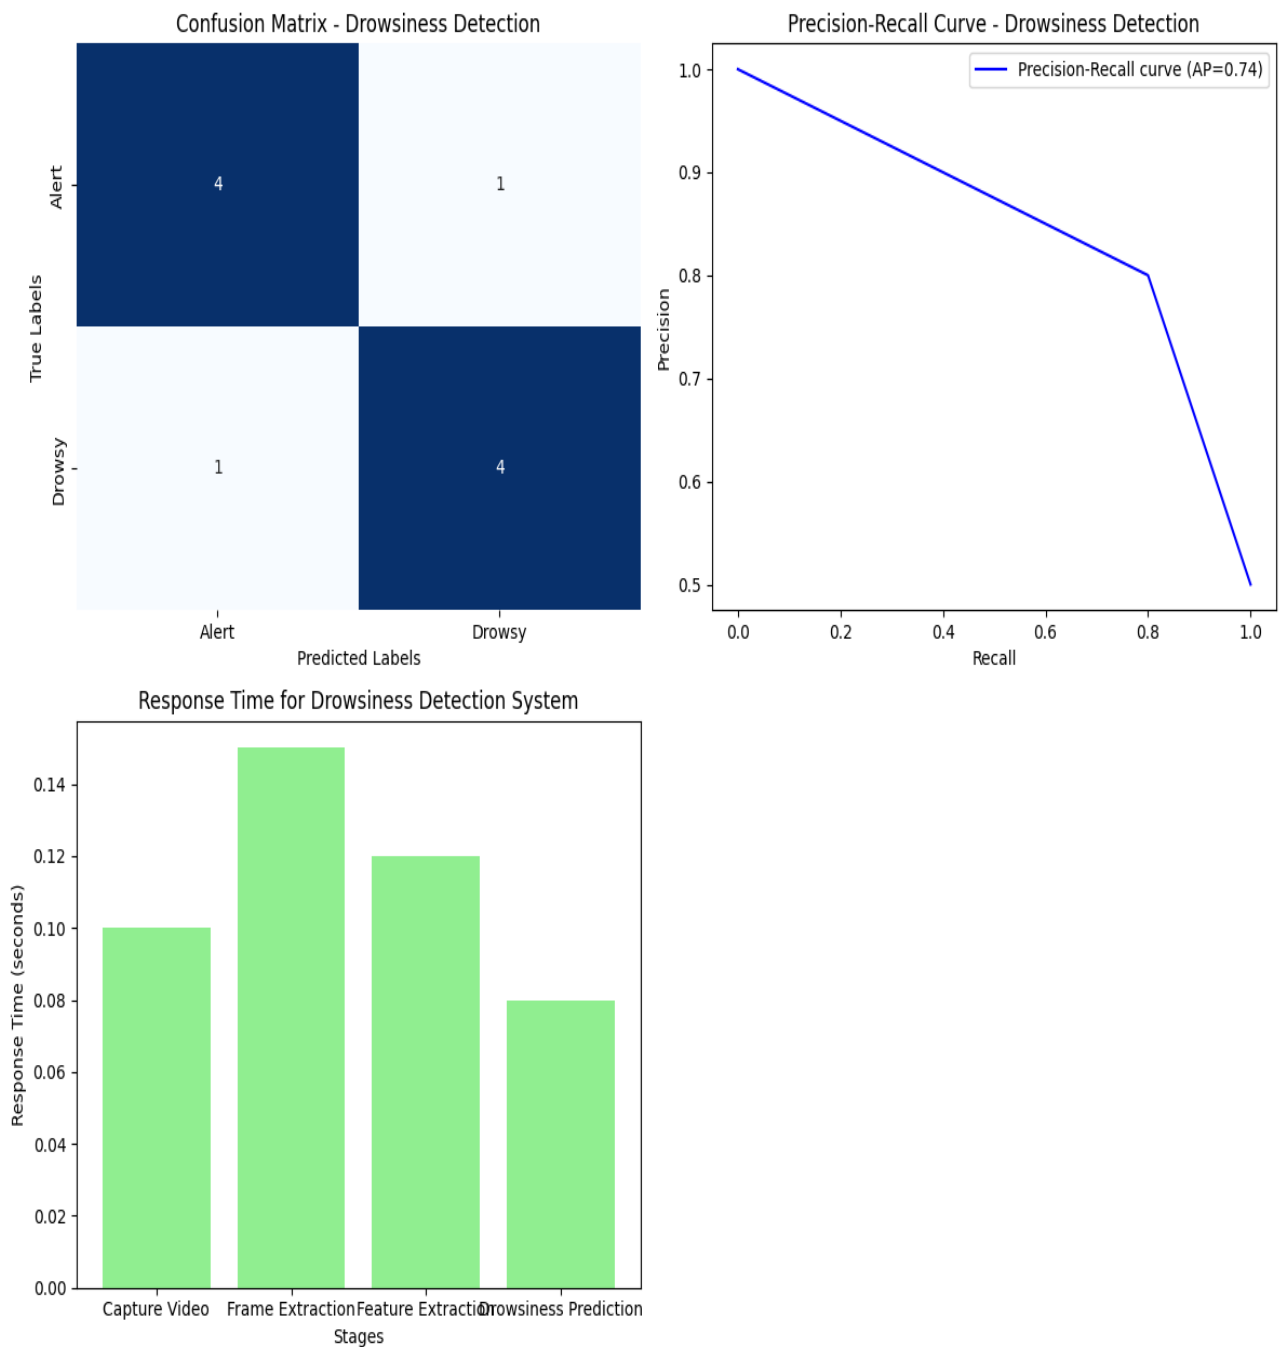 Confusion Matrix - Drowsiness Detection
True Labels
Alert
Drowsy
4
1
1
4
Alert
Drowsy
Predicted Labels
Precision-Recall Curve - Drowsiness Detection
Precision-Recall curve (AP=0.74)
Precision
1.0
0.9
0.8
0.7
0.6
0.5
0.0
0.2
0.4
0.6
0.8
1.0
Recall
Response Time for Drowsiness Detection System
Response Time (seconds)
0.14
0.12
0.10
0.08
0.06
0.04
0.02
0.00
Capture Video
Frame Extraction
Feature Extraction
Drowsiness Prediction
Stages